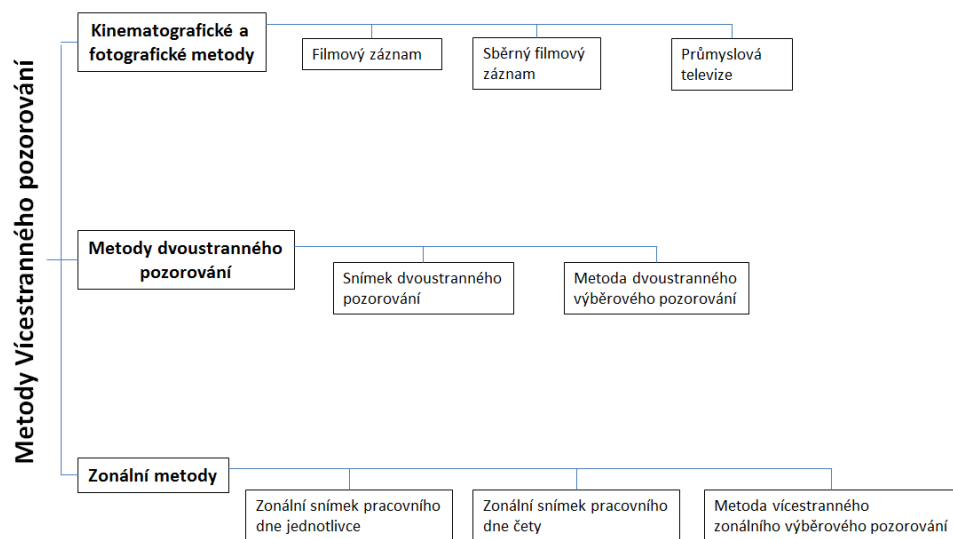 Metody Vícestranného pozorování
Kinematografické a
fotografické metody
Filmový záznam
Sběrný filmový
záznam
Průmyslová
televize
Metody dvoustranného
pozorování
Snímek dvoustranného
pozorování
Metoda dvoustranného
výběrového pozorování
Zonální metody
Zonální snímek pracovního
dne jednotlivce
Zonální snímek pracovního
dne čety
Metoda vícestranného
zonálního výběrového pozorování